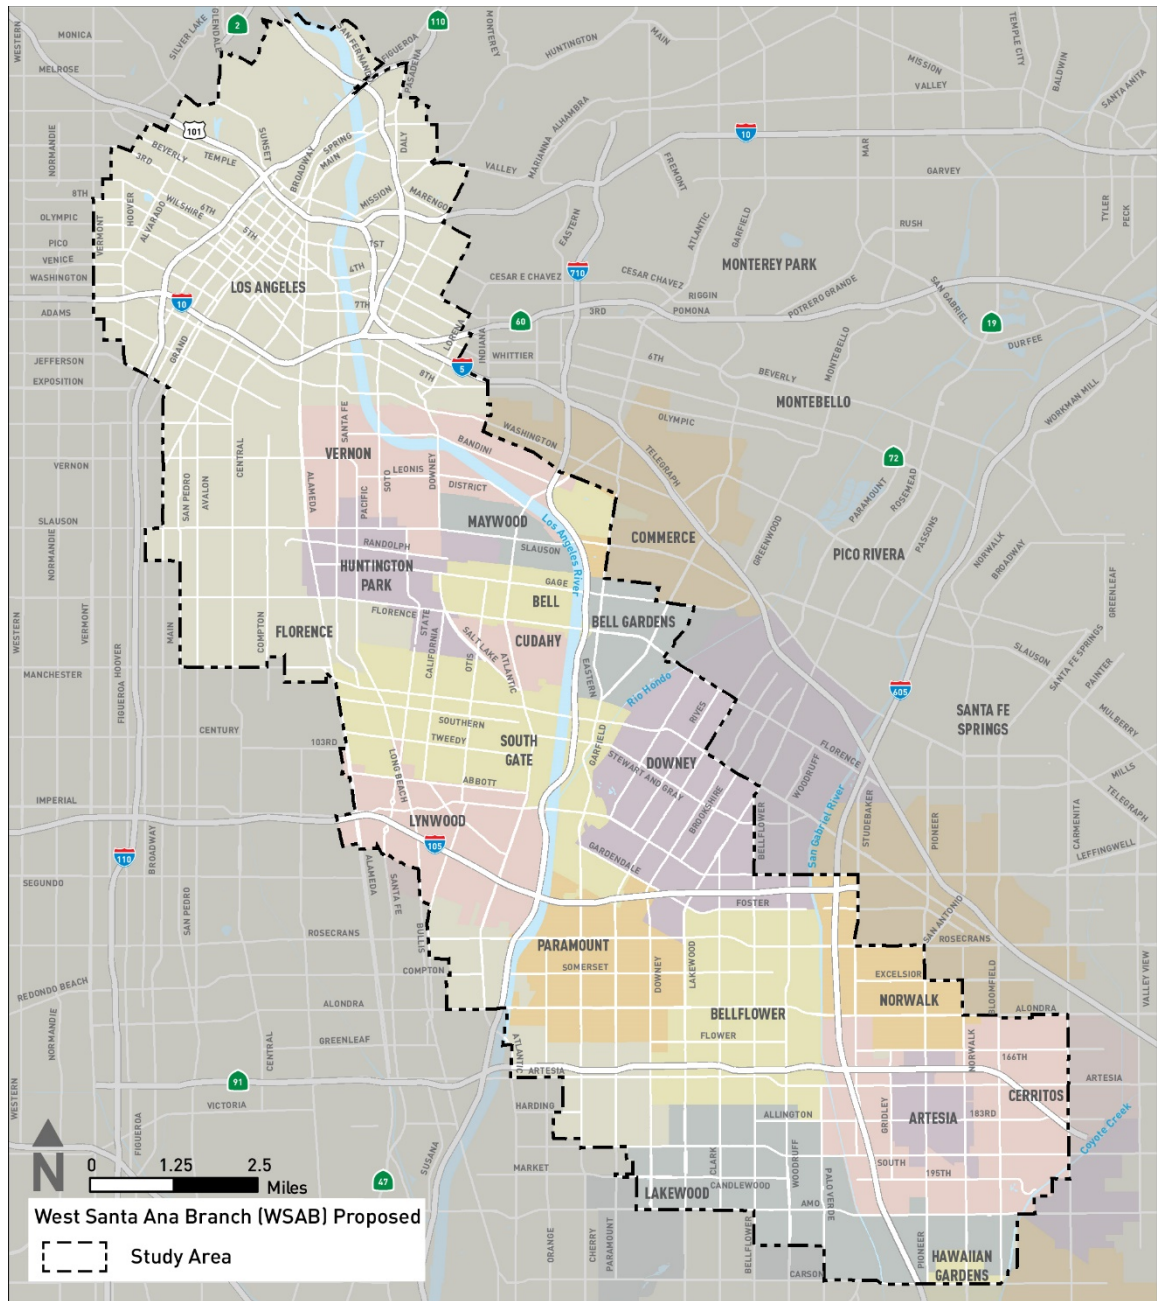 WESTERN
MONICA
MELROSE
SILVER LAKE
GLENDALE
2
SAN FERNANDO
FIGUEROA
PASADENA
110
MONTEREY
HUNTINGTON
MAIN
TEMPLE CITY
BALDWIN
SANTA ANITA
MISSION
VALLEY
ALHAMBRA
MARIANNA
VALLEY
10
FREMONT
MAR
GARVEY
101
BEVERLY
3RD
TEMPLE
SUNSET
BROADWAY
SPRING
MAIN
DALY
NORMANDIE
8TH
OLYMPIC
PICO
VENICE
WASHINGTON
ADAMS
VERMONT
HOOVER
ALVARADO
WILSHIRE
6TH
5TH
MISSION
MARENGO
1ST
4TH
7TH
EASTERN
ATLANTIC
GARFIELD
RUSH
TYLER
PECK
LOS ANGELES
10
GRAND
LORENA
INDIANA
CESAR E CHAVEZ
710
CESAR CHAVEZ
MONTEREY PARK
RIGGIN
POMONA
3RD
60
POTRERO GRANDE
SAN GABRIEL
19
DURFEE
JEFFERSON
EXPOSITION
8TH
5
WHITTIER
6TH
BEVERLY
MONTEBELLO
MONTEBELLO
WORKMAN MILL
OLYMPIC
WASHINGTON
BANDINI
TELEGRAPH
72
VERNON
SAN PEDRO
AVALON
CENTRAL
ALAMEDA
SANTA FE
VERNON
PACIFIC
SOTO
LEONIS
DOWNEY
DISTRICT
MAYWOOD
SLAUSON
Los Angeles River
COMMERCE
GREENWOOD
PARAMOUNT
ROSEMEAD
PASSONS
PICO RIVERA
NORWALK
BROADWAY
GREENLEAF
SLAUSON
NORMANDIE
RANDOLPH
HUNTINGTON
PARK
GAGE
BELL
BELL GARDENS
WESTERN
VERMONT
FIGUEROA HOOVER
MAIN
COMPTON
FLORENCE
FLORENCE
STATE
CALIFORNIA
OTIS
SALT LAKE
ATLANTIC
CUDAHY
EASTERN
Rio Hondo
SLAUSON
SANTA FE SPRINGS
PAINTER
MULBERRY
MANCHESTER
605
SANTA FE
SPRINGS
CENTURY
103RD
SOUTHERN
TWEEDY
SOUTH
GATE
GARFIELD
RIVES
DOWNEY
STEWART AND GRAY
BROOKSHIRE
FLORENCE
WOODRUFF
MILLS
TELEGRAPH
LONG BEACH
ABBOTT
IMPERIAL
LYNWOOD
105
BELLFLOWER
San Gabriel River
STUDEBAKER
PIONEER
CARMENITA
LEFFINGWELL
110
BROADWAY
GARDENDALE
SEGUNDO
SAN PEDRO
ALAMEDA
SANTA FE
BULLIS
FOSTER
SAN ANTONIO
ROSECRANS
ROSECRANS
PARAMOUNT
SOMERSET
DOWNEY
LAKEWOOD
COMPTON
EXCELSIOR
NORWALK
BLOOMFIELD
VALLEY VIEW
REDONDO BEACH
NORMANDIE
ALONDRA
ALONDRA
BELLFLOWER
FLOWER
CENTRAL
GREENLEAF
ATLANTIC
ARTESIA
NORWALK
166TH
ARTESIA
WESTERN
91
VICTORIA
HARDING
ALLINGTON
GRIDLEY
ARTESIA
183RD
CERRITOS
Coyote Creek
FIGUEROA
N
0 1.25 2.5
Miles
47
SUSANA
MARKET
LAKEWOOD
CLARK
CANDLEWOOD
WOODRUFF
PALO VERDE
AMO
SOUTH
195TH
West Santa Ana Branch (WSAB) Proposed
Study Area
ORANGE
CHERRY
PARAMOUNT
BELLFLOWER
CARSON
PIONEER
HAWAIIAN
GARDENS